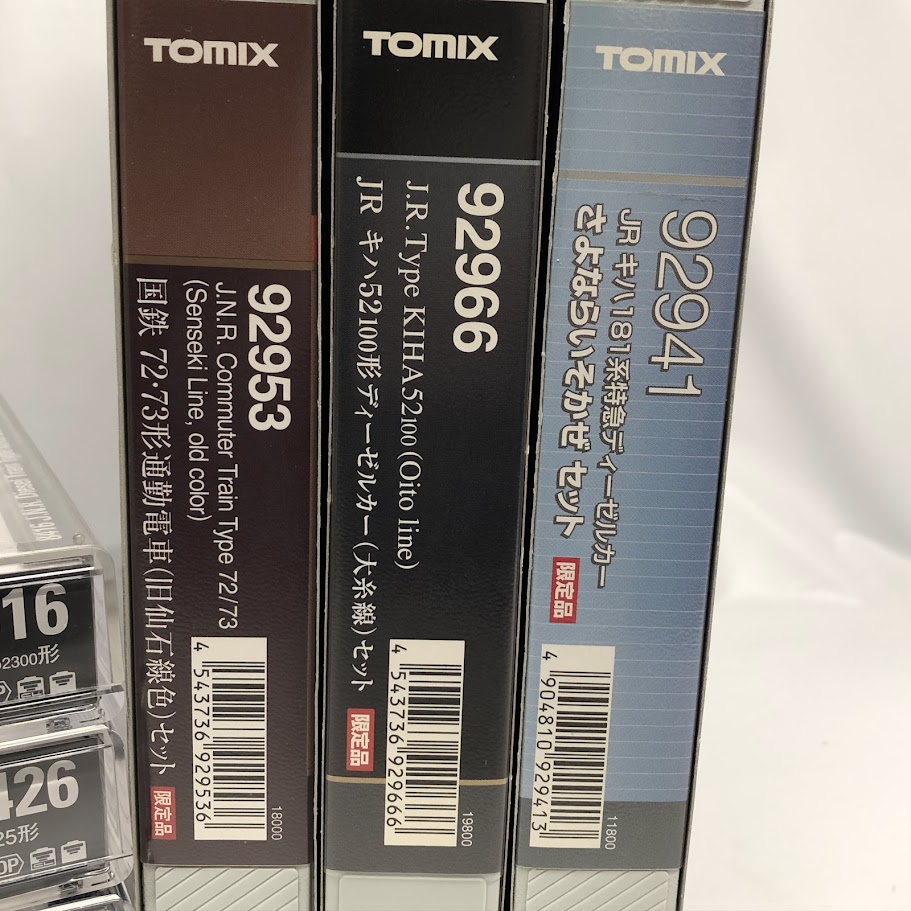 TOMIX
92953
J.N.R. Commuter Train Type 72/73
(Senseki Line, old color)
国鉄 72・73形通勤電車(旧仙石線色)セット
限定品
4 543736 929536
18000
TOMIX
92966
J.R.Type KIHA52100(Oito line)
JR キハ52 100形ディーゼルカー(大糸線)セット
限定品
4 543736 929666
19800
TOMIX
92941
JR キハ181系特急ディーゼルカー
さよならいそかぜ セット
限定品
4 904810 929413
11800
16
2300形
426
25形